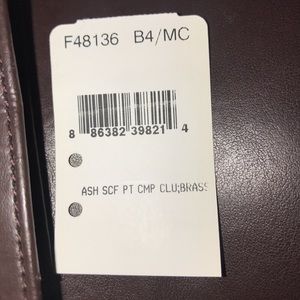 F48136 B4/MC
8 86382 39821 4
ASH SCF PT CMP CLU;BRASS